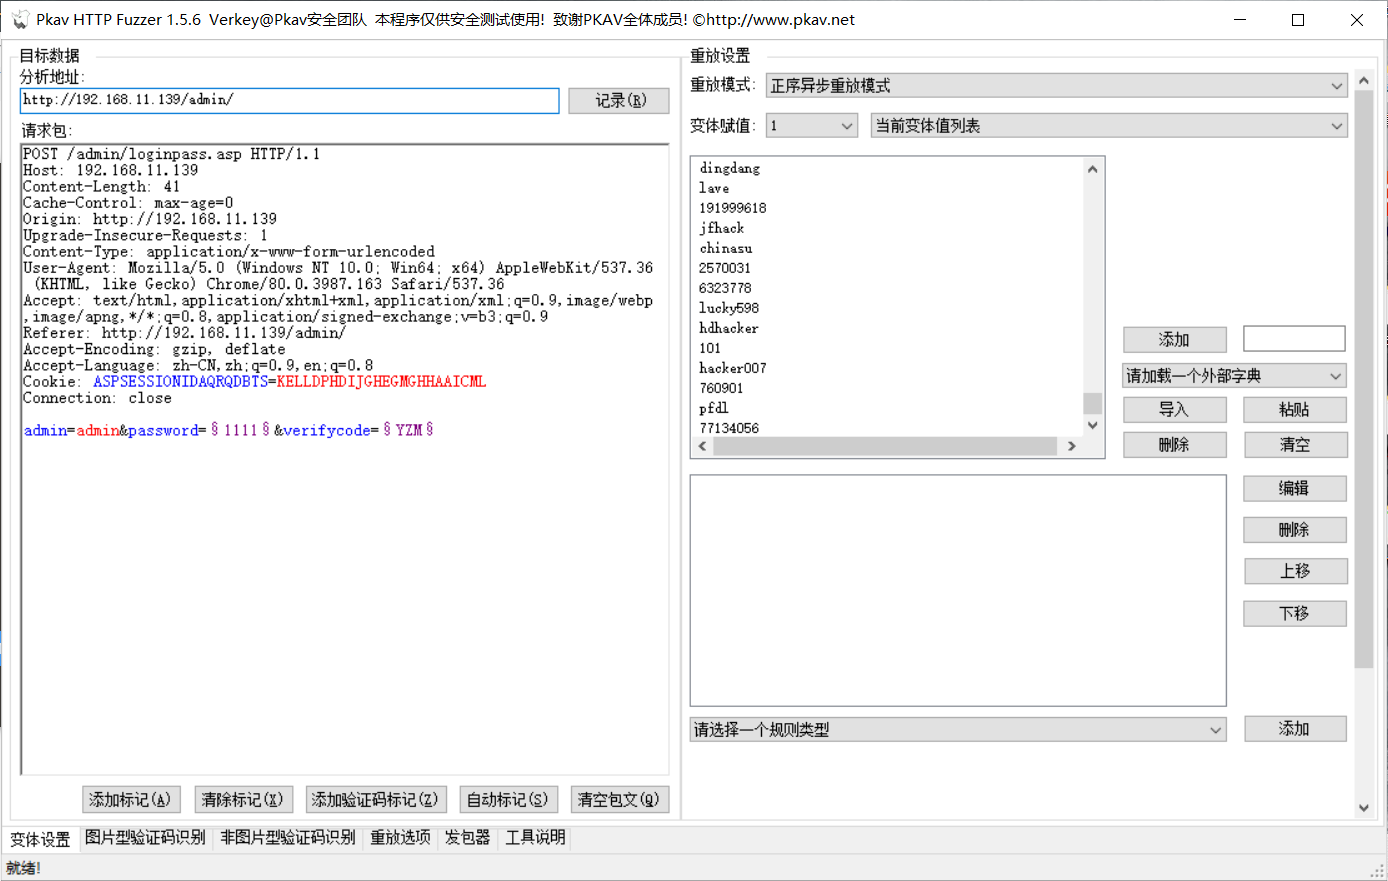 Pkav HTTP Fuzzer 1.5.6  Verkey@Pkav安全团队  本程序仅供安全测试使用!  致谢PKAV全体成员! ©http://www.pkav.net
目标数据
分析地址:
http://192.168.11.139/admin/
记录(R)
请求包:
POST /admin/loginpass.asp HTTP/1.1
Host: 192.168.11.139
Content-Length: 41
Cache-Control: max-age=0
Origin: http://192.168.11.139
Upgrade-Insecure-Requests: 1
Content-Type: application/x-www-form-urlencoded
User-Agent: Mozilla/5.0 (Windows NT 10.0; Win64; x64) AppleWebKit/537.36
(KHTML, like Gecko) Chrome/80.0.3987.163 Safari/537.36
Accept: text/html,application/xhtml+xml,application/xml;q=0.9,image/webp
,image/apng,*/*;q=0.8,application/signed-exchange;v=b3;q=0.9
Referer: http://192.168.11.139/admin/
Accept-Encoding: gzip, deflate
Accept-Language: zh-CN,zh;q=0.9,en;q=0.8
Cookie: ASPSESSIONIDAQRQDBTS=KELLDPHDIJGHEGMGHHAAICML
Connection: close
admin=admin&password=§1111§&verifycode=§YZM§
添加标记(A)
清除标记(X)
添加验证码标记(Z)
自动标记(S)
清空包文(Q)
重放设置
重放模式:
正序异步重放模式
变体赋值:
1
当前变体值列表
dingdang
lave
191999618
jfhack
chinasu
2570031
6323778
lucky598
hdhacker
101
hacker007
760901
pfdl
77134056
添加
请加载一个外部字典
导入
粘贴
删除
清空
编辑
删除
上移
下移
请选择一个规则类型
添加
变体设置
图片型验证码识别
非图片型验证码识别
重放选项
发包器
工具说明
就绪!